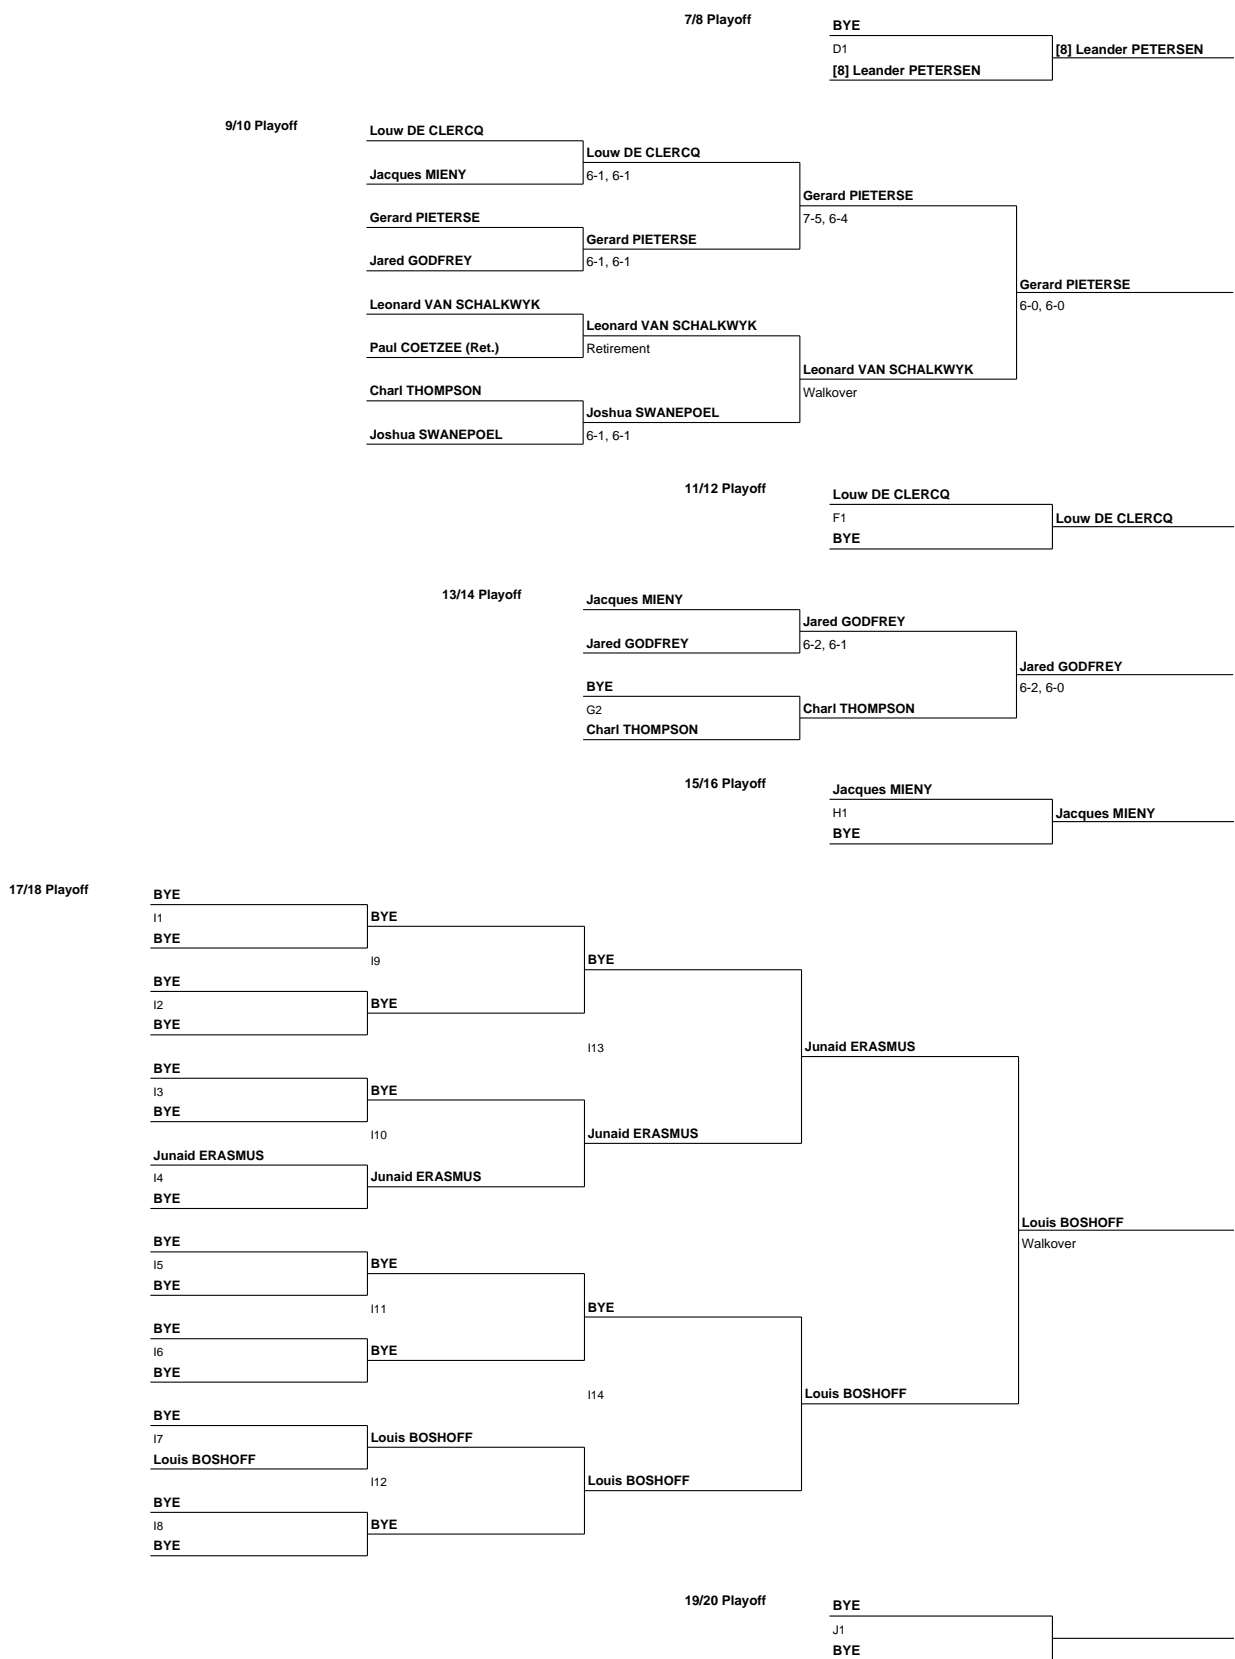 7/8 Playoff
BYE
D1
[8] Leander PETERSEN
[8] Leander PETERSEN
9/10 Playoff
Louw DE CLERCQ
Louw DE CLERCQ
Jacques MIENY
6-1, 6-1
Gerard PIETERSE
Gerard PIETERSE
7-5, 6-4
Gerard PIETERSE
Jared GODFREY
6-1, 6-1
Gerard PIETERSE
6-0, 6-0
Leonard VAN SCHALKWYK
Leonard VAN SCHALKWYK
Paul COETZEE (Ret.)
Retirement
Leonard VAN SCHALKWYK
Walkover
Charl THOMPSON
Joshua SWANEPOEL
Joshua SWANEPOEL
6-1, 6-1
11/12 Playoff
Louw DE CLERCQ
F1
Louw DE CLERCQ
BYE
13/14 Playoff
Jacques MIENY
Jared GODFREY
Jared GODFREY
6-2, 6-1
Jared GODFREY
6-2, 6-0
BYE
G2
Charl THOMPSON
Charl THOMPSON
15/16 Playoff
Jacques MIENY
H1
Jacques MIENY
BYE
17/18 Playoff
BYE
I1
BYE
BYE
I9
BYE
BYE
I2
BYE
BYE
I13
Junaid ERASMUS
BYE
I3
BYE
BYE
I10
Junaid ERASMUS
Junaid ERASMUS
I4
Junaid ERASMUS
BYE
Louis BOSHOFF
Walkover
BYE
I5
BYE
BYE
I11
BYE
BYE
I6
BYE
BYE
I14
Louis BOSHOFF
BYE
I7
Louis BOSHOFF
Louis BOSHOFF
I12
Louis BOSHOFF
BYE
I8
BYE
BYE
19/20 Playoff
BYE
J1
BYE